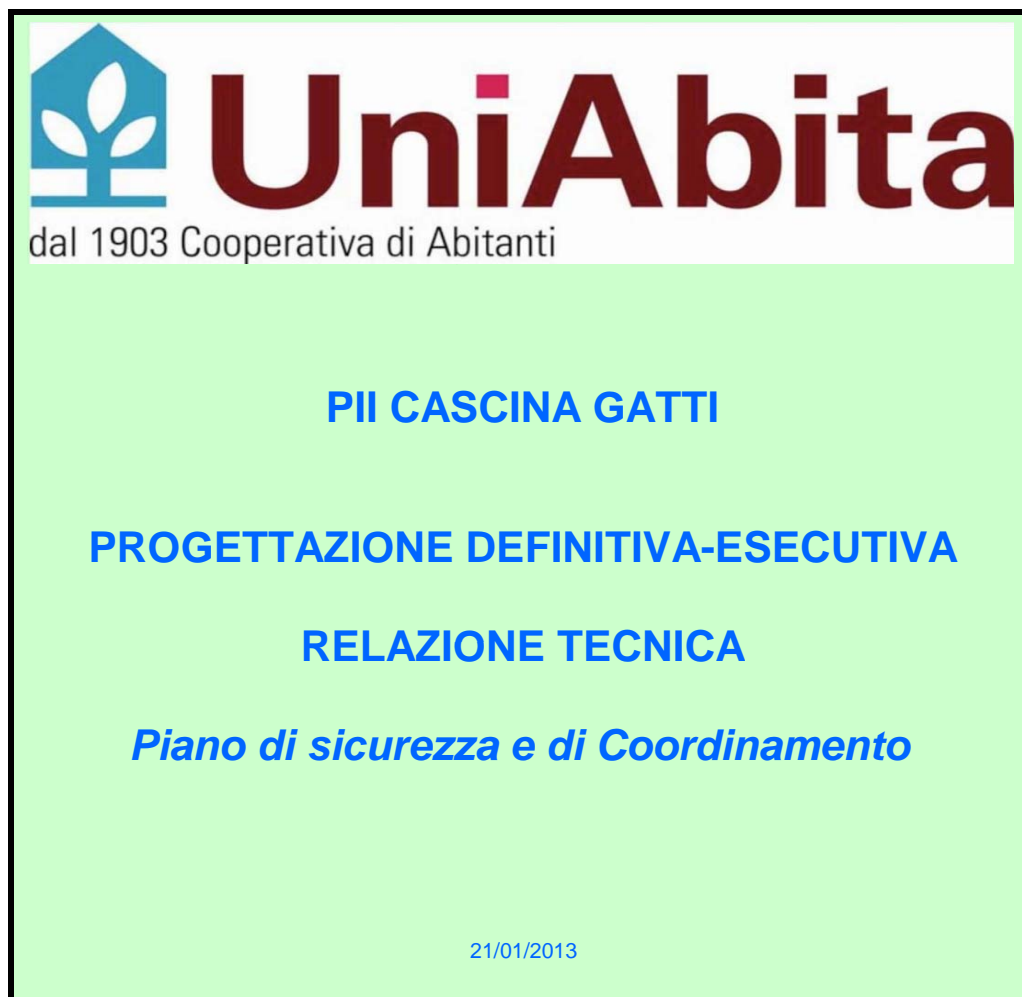 UniAbita
dal 1903 Cooperativa di Abitanti
PII CASCINA GATTI
PROGETTAZIONE DEFINITIVA-ESECUTIVA
RELAZIONE TECNICA
Piano di sicurezza e di Coordinamento
21/01/2013